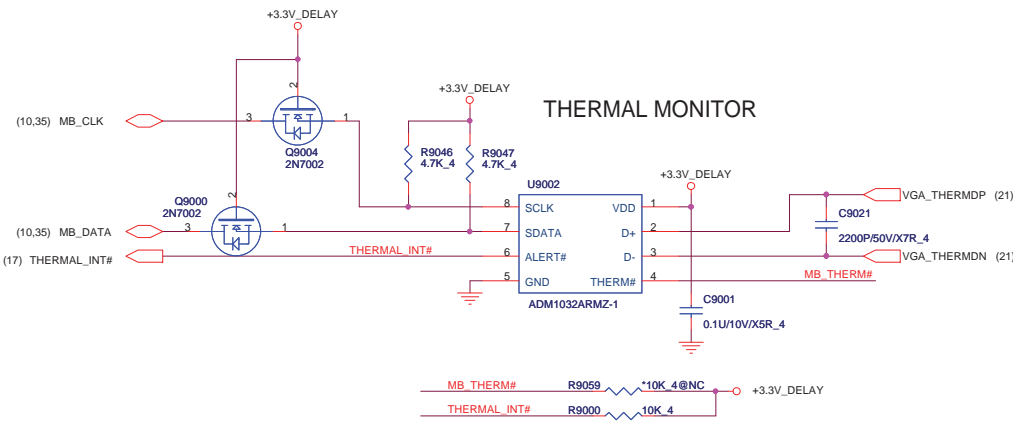 +3.3V_DELAY
2
(10,35) MB_CLK 3 1
Q9004
2N7002
+3.3V_DELAY
THERMAL MONITOR
R9046
4.7K_4
R9047
4.7K_4
+3.3V_DELAY
Q9000
2N7002
2
(10,35) MB_DATA 3 1
(17) THERMAL_INT# THERMAL_INT#
U9002
8 SCLK VDD 1
7 SDATA D+ 2
6 ALERT# D- 3
5 GND THERM# 4
ADM1032ARMZ-1
VGA_THERMDP (21)
C9021
2200P/50V/X7R_4
VGA_THERMDN (21)
MB_THERM#
C9001
0.1U/10V/X5R_4
MB_THERM# R9059 *10K_4@NC +3.3V_DELAY
THERMAL_INT# R9000 10K_4